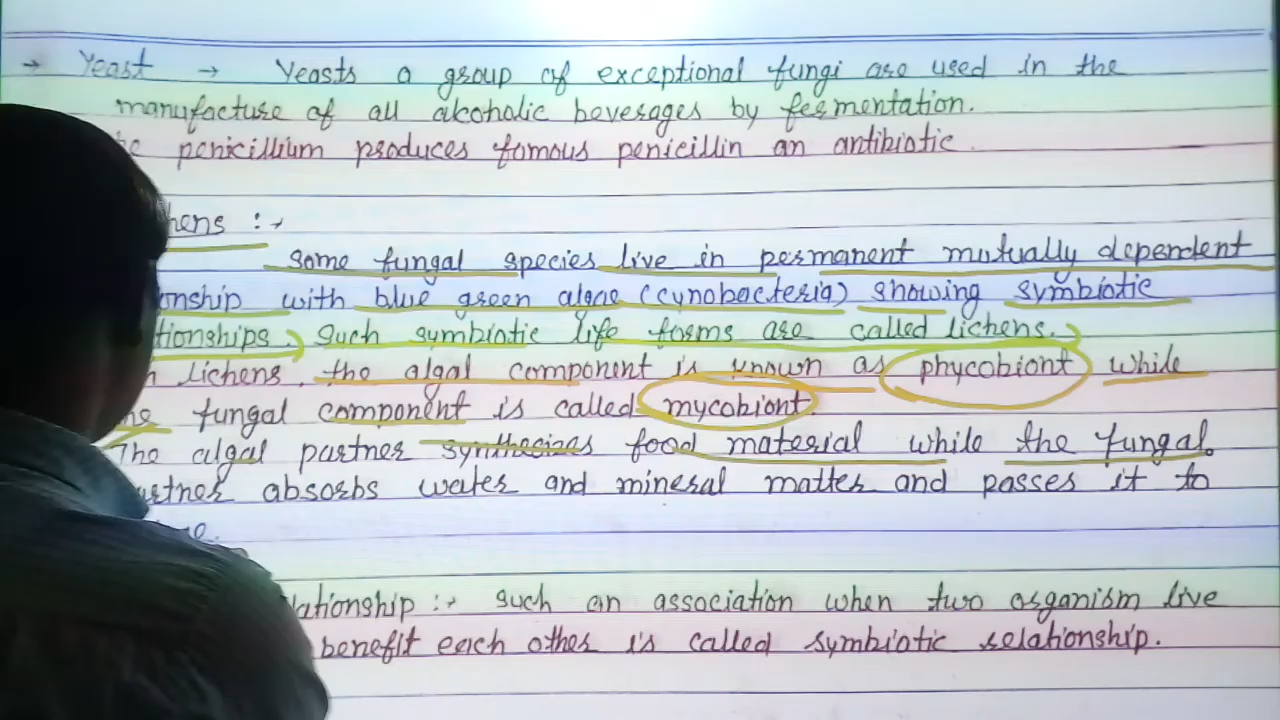 → Yeast → Yeasts a group of exceptional fungi are used in the
manufacture of all alcoholic beverages by fermentation.
penicillium produces famous penicillin an antibiotic.
hens :→
Some fungal species live in permanent mutually dependent
onship with blue green algae (cynobacteria) showing symbiotic
tionships. Such symbiotic life forms are called lichens.
lichens, the algal component is known as phycobiont while
fungal component is called mycobiont.
The algal partner synthesizes food material while the fungal
artner absorbs water and mineral matter and passes it to
lationship :→ Such an association when two organism live
benefit each other is called symbiotic relationship.